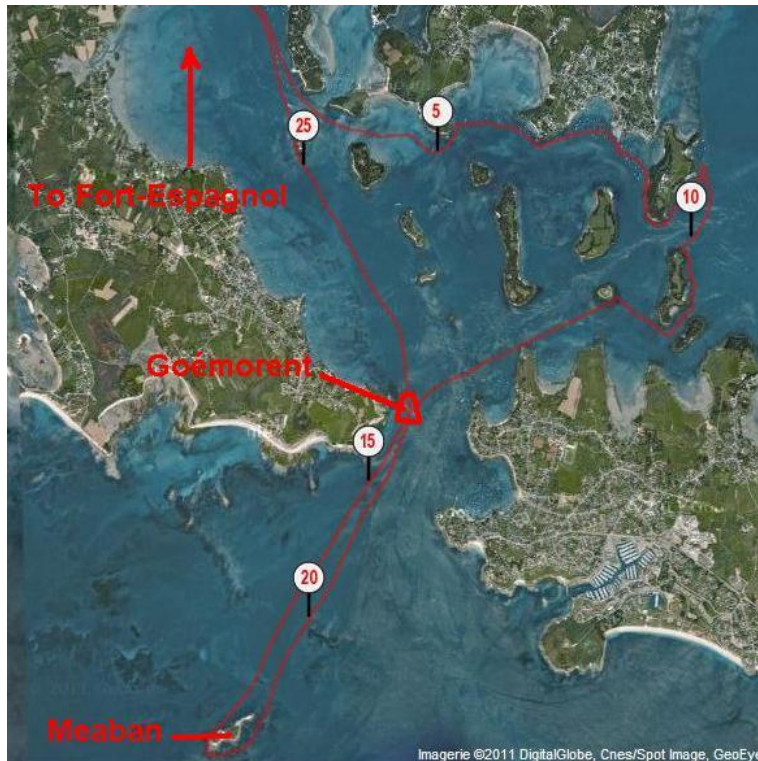 5
25
To Fort-Espagnol
10
Goémorent
15
20
Meaban
Imagerie ©2011 DigitalGlobe, Cnes/Spot Image, GeoEye